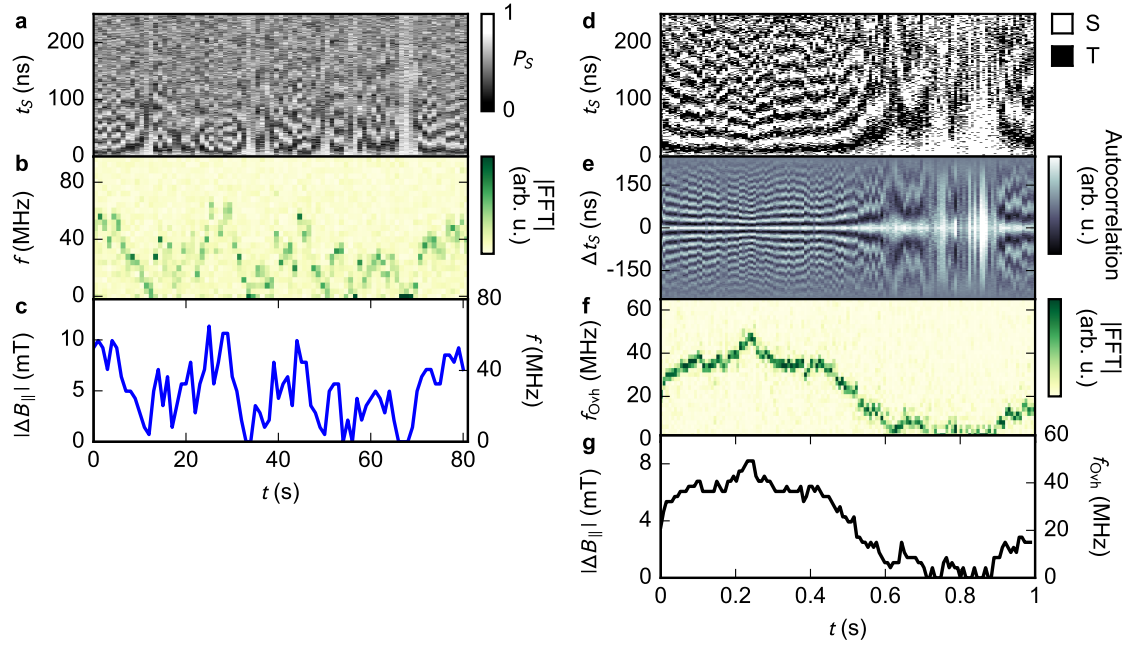 a
200
100
0
t_S (ns)
1
P_S
0
b
80
40
0
f (MHz)
|FFT|
(arb. u.)
c
10
5
0
|ΔB_∥| (mT)
80
40
0
f (MHz)
0 20 40 60 80
t (s)
d
200
150
100
50
0
t_S (ns)
S
T
e
150
0
-150
Δt_S (ns)
Autocorrelation
(arb. u.)
f
60
40
20
0
f_Ovh (MHz)
|FFT|
(arb. u.)
g
8
4
0
|ΔB_∥| (mT)
60
40
20
0
f_Ovh (MHz)
0 0.2 0.4 0.6 0.8 1
t (s)